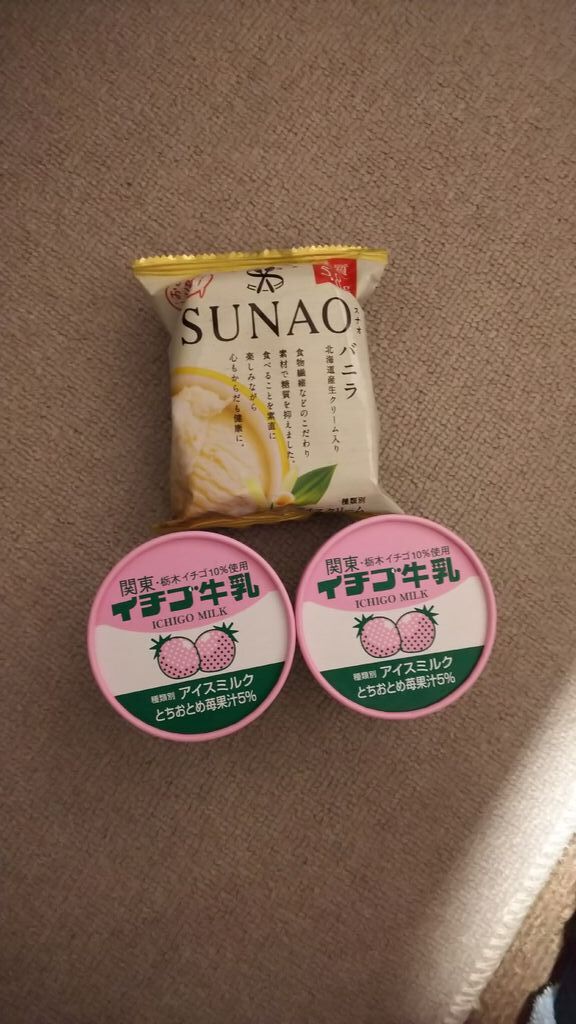 SUNAO
スナオ
バニラ
北海道産生クリーム入り
食物繊維などのこだわり
素材で糖質を抑えました。
食べることを素直に
楽しみながら
心もからだも健康に。
種類別
関東・栃木イチゴ10%使用
イチゴ牛乳
ICHIGO MILK
種類別 アイスミルク
とちおとめ苺果汁5%
関東・栃木イチゴ10%使用
イチゴ牛乳
ICHIGO MILK
種類別 アイスミルク
とちおとめ苺果汁5%